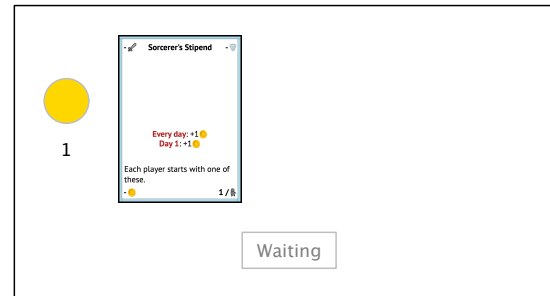 - Sorcerer's Stipend -
Every day: +1
Day 1: +1
Each player starts with one of
these.
- 1 /
1
Waiting